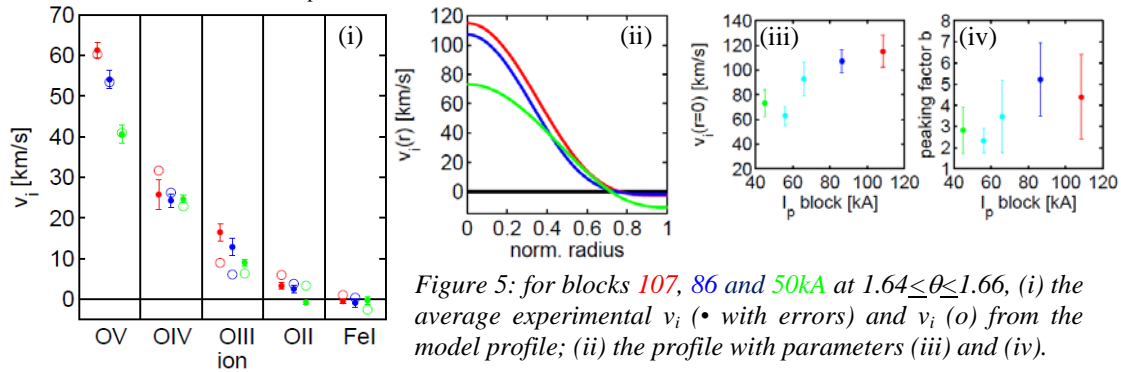 (i)
v_i [km/s]
70
60
50
40
30
20
10
0
OV OIV OIII OII FeI
ion
(ii)
v_i(r) [km/s]
120
100
80
60
40
20
0
0 0.2 0.4 0.6 0.8 1
norm. radius
(iii)
v_i(r=0) [km/s]
140
120
100
80
60
40
20
40 60 80 100 120
I_p block [kA]
(iv)
peaking factor b
8
7
6
5
4
3
2
1
40 60 80 100 120
I_p block [kA]
Figure 5: for blocks 107, 86 and 50kA at 1.64≤θ≤1.66, (i) the
average experimental v_i (• with errors) and v_i (o) from the
model profile; (ii) the profile with parameters (iii) and (iv).